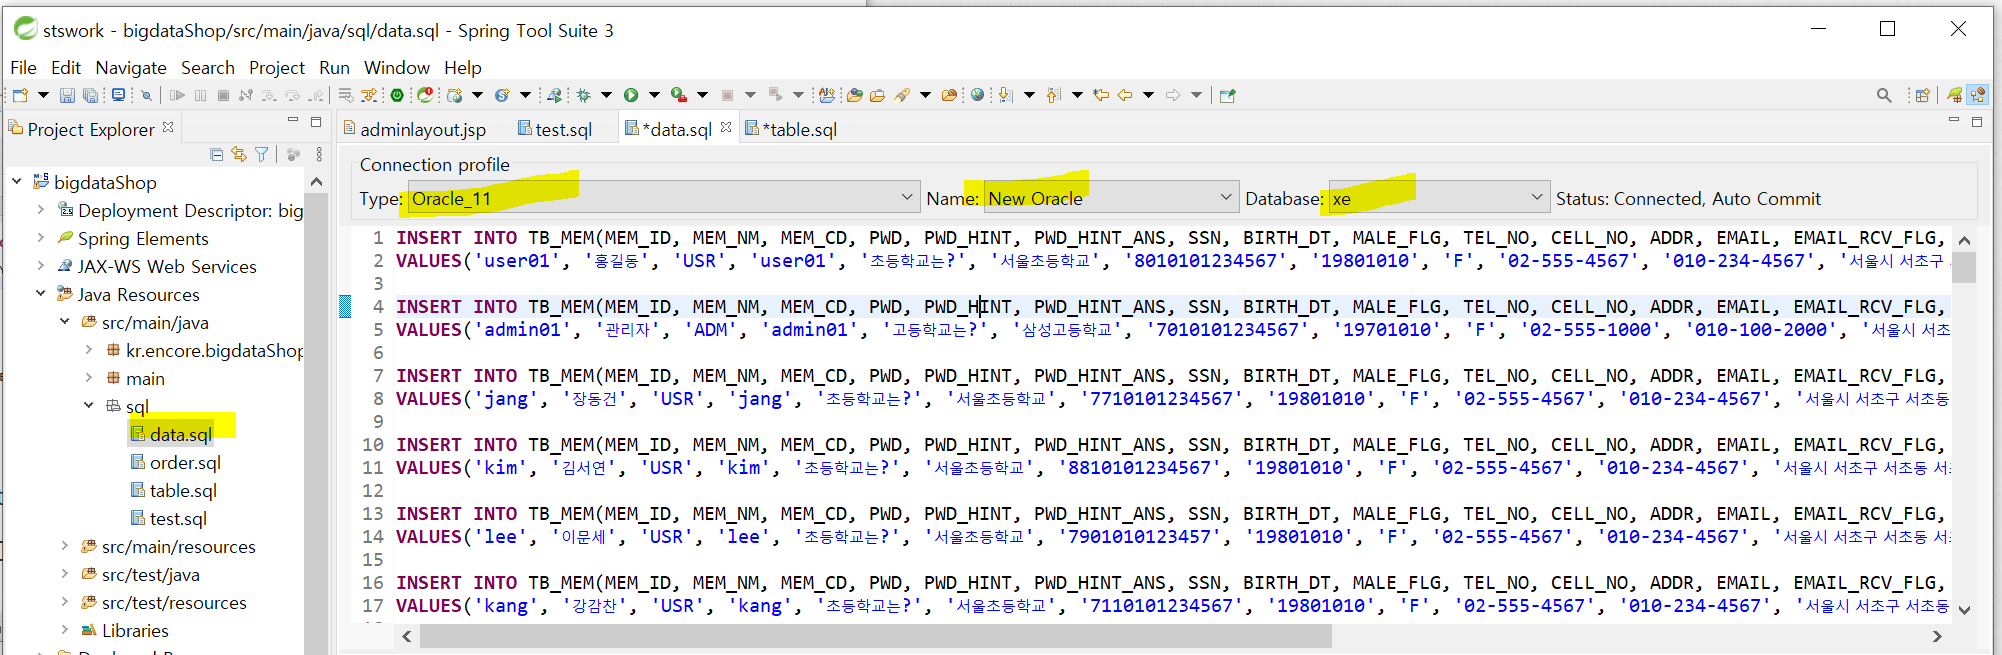 stswork - bigdataShop/src/main/java/sql/data.sql - Spring Tool Suite 3
File Edit Navigate Search Project Run Window Help
Project Explorer
adminlayout.jsp test.sql *data.sql *table.sql
Connection profile
Type: Oracle_11 Name: New Oracle Database: xe Status: Connected, Auto Commit
bigdataShop
Deployment Descriptor: big
Spring Elements
JAX-WS Web Services
Java Resources
src/main/java
kr.encore.bigdataShop
main
sql
data.sql
order.sql
table.sql
test.sql
src/main/resources
src/test/java
src/test/resources
Libraries
1 INSERT INTO TB_MEM(MEM_ID, MEM_NM, MEM_CD, PWD, PWD_HINT, PWD_HINT_ANS, SSN, BIRTH_DT, MALE_FLG, TEL_NO, CELL_NO, ADDR, EMAIL, EMAIL_RCV_FLG,
2 VALUES('user01', '홍길동', 'USR', 'user01', '초등학교는?', '서울초등학교', '8010101234567', '19801010', 'F', '02-555-4567', '010-234-4567', '서울시 서초구
3
4 INSERT INTO TB_MEM(MEM_ID, MEM_NM, MEM_CD, PWD, PWD_HINT, PWD_HINT_ANS, SSN, BIRTH_DT, MALE_FLG, TEL_NO, CELL_NO, ADDR, EMAIL, EMAIL_RCV_FLG,
5 VALUES('admin01', '관리자', 'ADM', 'admin01', '고등학교는?', '삼성고등학교', '7010101234567', '19701010', 'F', '02-555-1000', '010-100-2000', '서울시 서초
6
7 INSERT INTO TB_MEM(MEM_ID, MEM_NM, MEM_CD, PWD, PWD_HINT, PWD_HINT_ANS, SSN, BIRTH_DT, MALE_FLG, TEL_NO, CELL_NO, ADDR, EMAIL, EMAIL_RCV_FLG,
8 VALUES('jang', '장동건', 'USR', 'jang', '초등학교는?', '서울초등학교', '7710101234567', '19801010', 'F', '02-555-4567', '010-234-4567', '서울시 서초구 서초동
9
10 INSERT INTO TB_MEM(MEM_ID, MEM_NM, MEM_CD, PWD, PWD_HINT, PWD_HINT_ANS, SSN, BIRTH_DT, MALE_FLG, TEL_NO, CELL_NO, ADDR, EMAIL, EMAIL_RCV_FLG,
11 VALUES('kim', '김서연', 'USR', 'kim', '초등학교는?', '서울초등학교', '8810101234567', '19801010', 'F', '02-555-4567', '010-234-4567', '서울시 서초구 서초동 서초
12
13 INSERT INTO TB_MEM(MEM_ID, MEM_NM, MEM_CD, PWD, PWD_HINT, PWD_HINT_ANS, SSN, BIRTH_DT, MALE_FLG, TEL_NO, CELL_NO, ADDR, EMAIL, EMAIL_RCV_FLG,
14 VALUES('lee', '이문세', 'USR', 'lee', '초등학교는?', '서울초등학교', '7901010123457', '19801010', 'F', '02-555-4567', '010-234-4567', '서울시 서초구 서초동 서초
15
16 INSERT INTO TB_MEM(MEM_ID, MEM_NM, MEM_CD, PWD, PWD_HINT, PWD_HINT_ANS, SSN, BIRTH_DT, MALE_FLG, TEL_NO, CELL_NO, ADDR, EMAIL, EMAIL_RCV_FLG,
17 VALUES('kang', '강감찬', 'USR', 'kang', '초등학교는?', '서울초등학교', '7110101234567', '19801010', 'F', '02-555-4567', '010-234-4567', '서울시 서초구 서초동